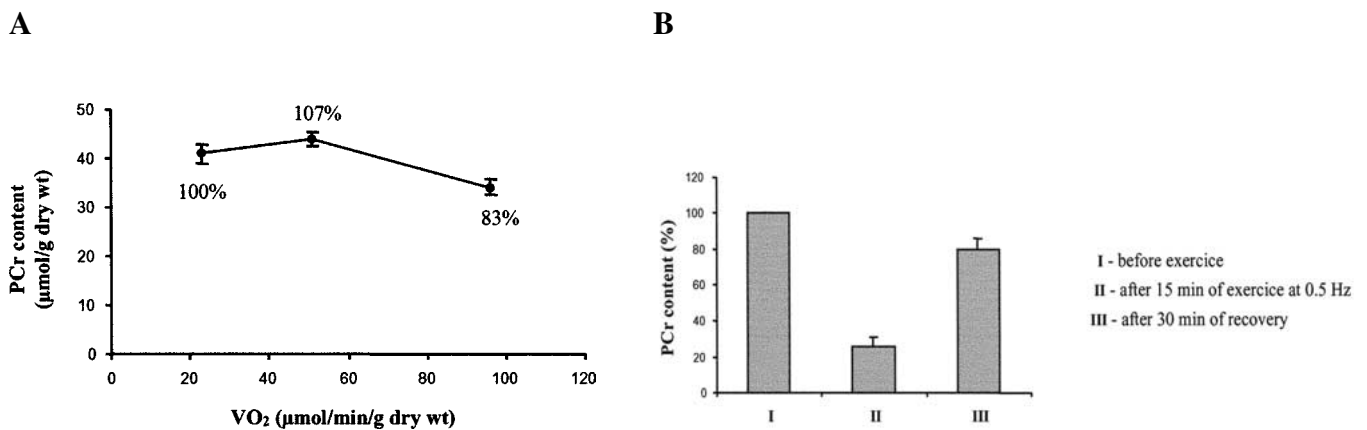 A
B
50
40
30
20
10
0
107%
100%
83%
PCr content
(µmol/g dry wt)
0 20 40 60 80 100 120
VO₂ (µmol/min/g dry wt)
120
100
80
60
40
20
0
PCr content (%)
I II III
I - before exercice
II - after 15 min of exercice at 0.5 Hz
III - after 30 min of recovery